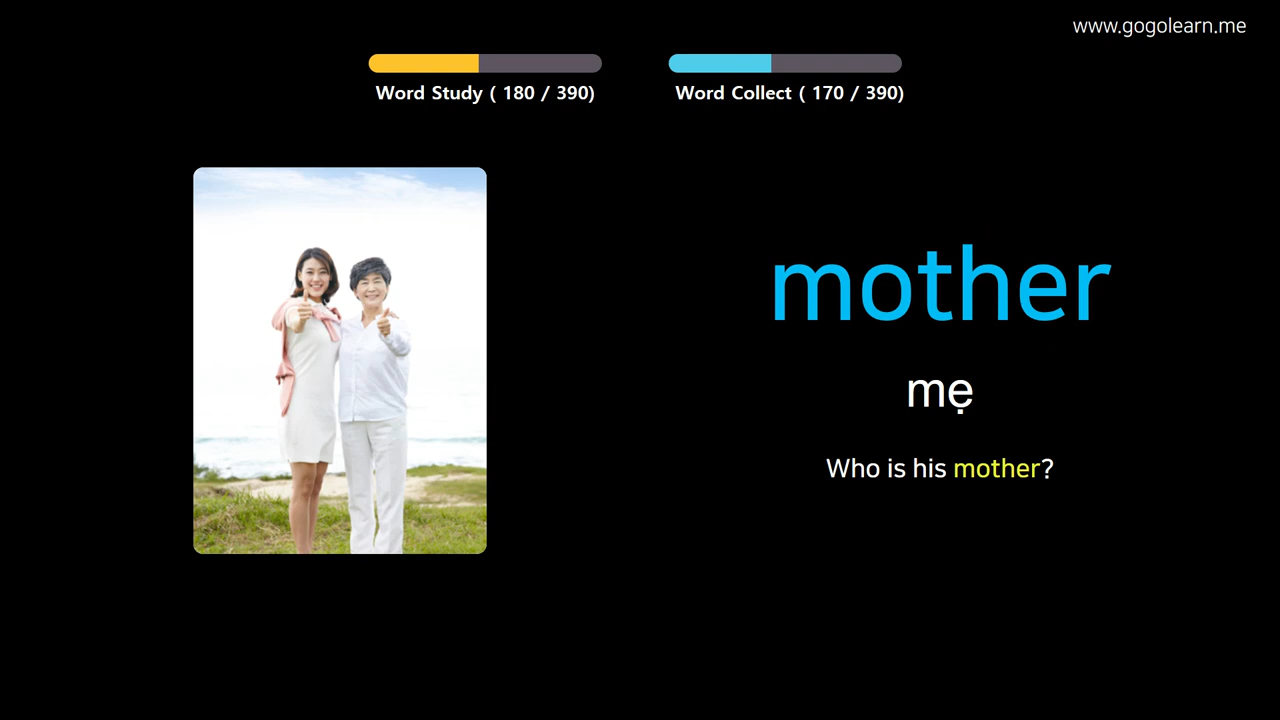 www.gogolearn.me
Word Study ( 180 / 390)
Word Collect ( 170 / 390)
mother
mẹ
Who is his mother?